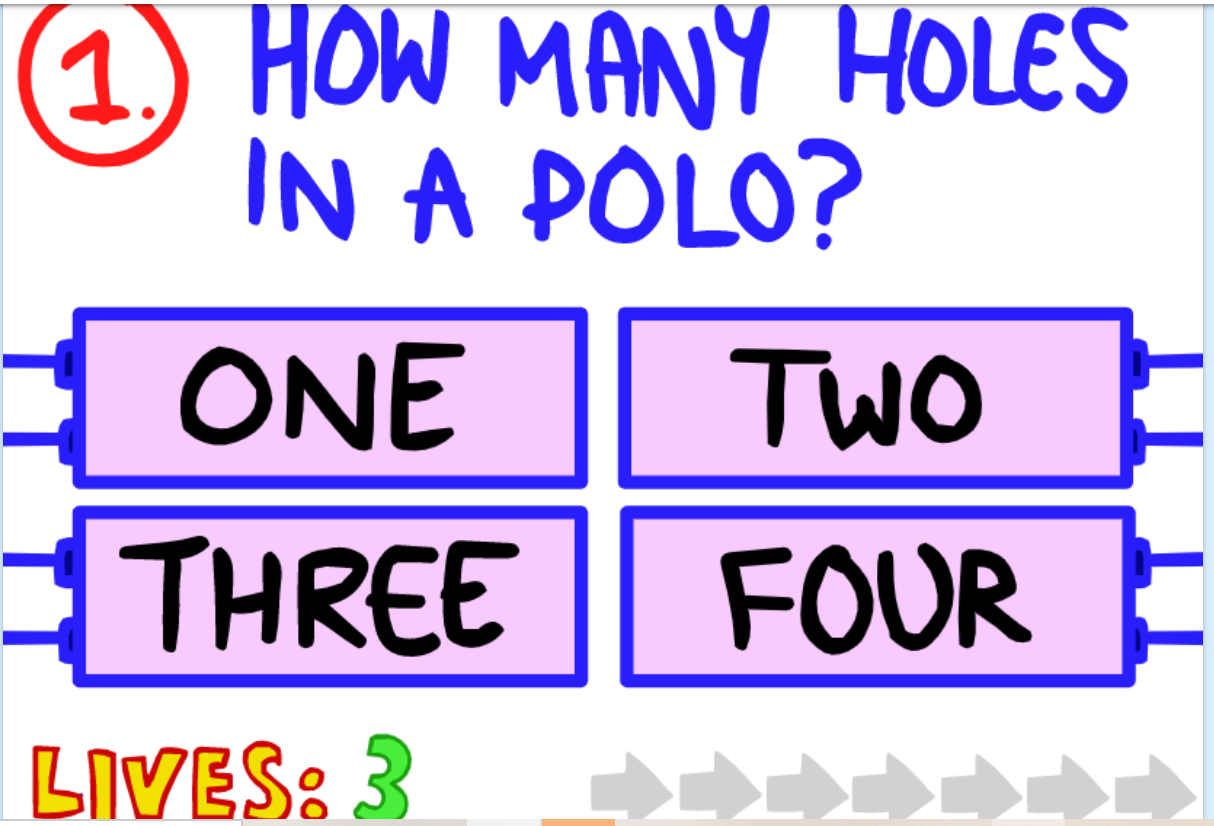 1. HOW MANY HOLES
IN A POLO?
ONE TWO
THREE FOUR
LIVES: 3